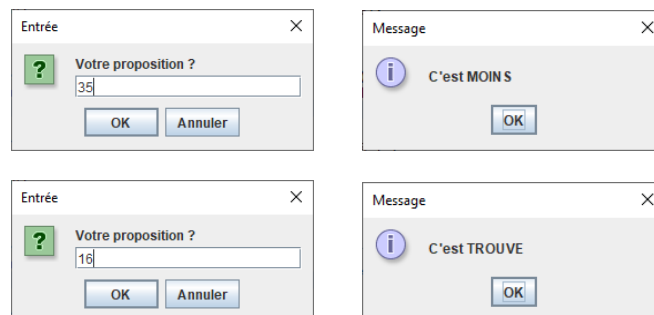 Entrée
Votre proposition ?
35
OK Annuler
Message
C'est MOINS
OK
Entrée
Votre proposition ?
16
OK Annuler
Message
C'est TROUVE
OK